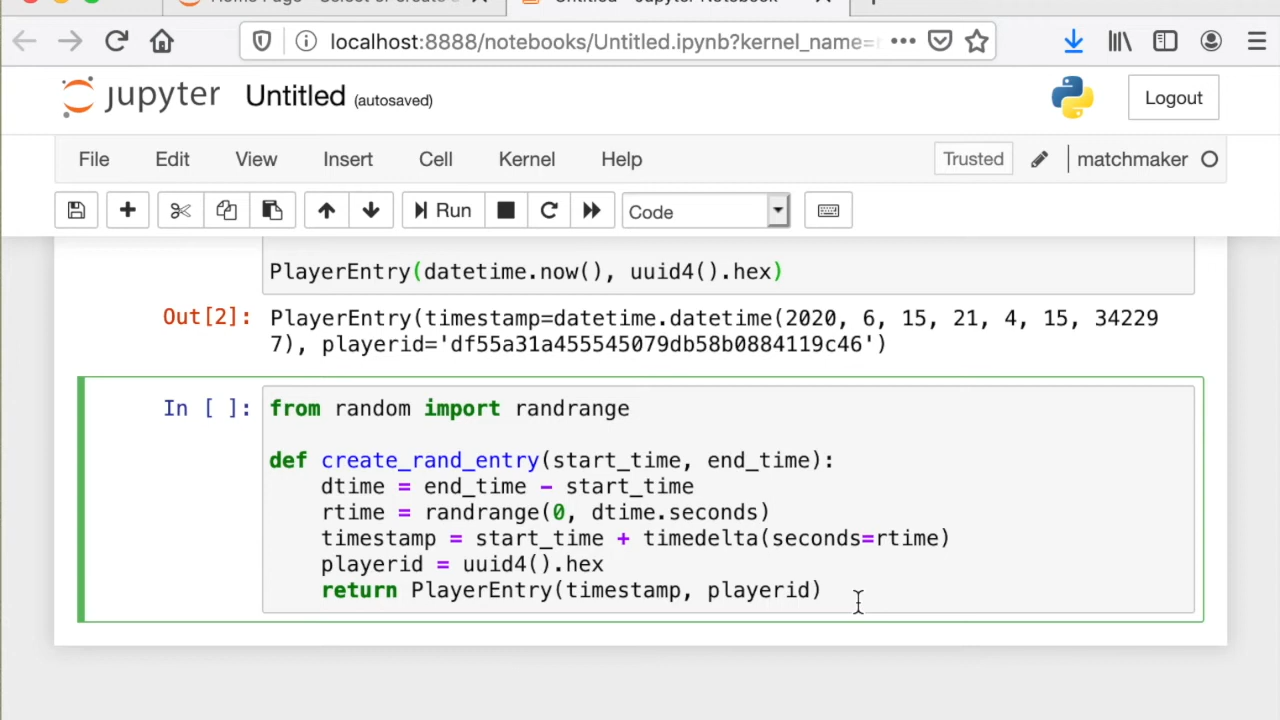 localhost:8888/notebooks/Untitled.ipynb?kernel_name=
jupyter Untitled (autosaved)
Logout
File Edit View Insert Cell Kernel Help
Trusted
matchmaker
Run
Code
PlayerEntry(datetime.now(), uuid4().hex)
Out[2]: PlayerEntry(timestamp=datetime.datetime(2020, 6, 15, 21, 4, 15, 34229
7), playerid='df55a31a455545079db58b0884119c46')
In [ ]: from random import randrange
def create_rand_entry(start_time, end_time):
dtime = end_time - start_time
rtime = randrange(0, dtime.seconds)
timestamp = start_time + timedelta(seconds=rtime)
playerid = uuid4().hex
return PlayerEntry(timestamp, playerid)